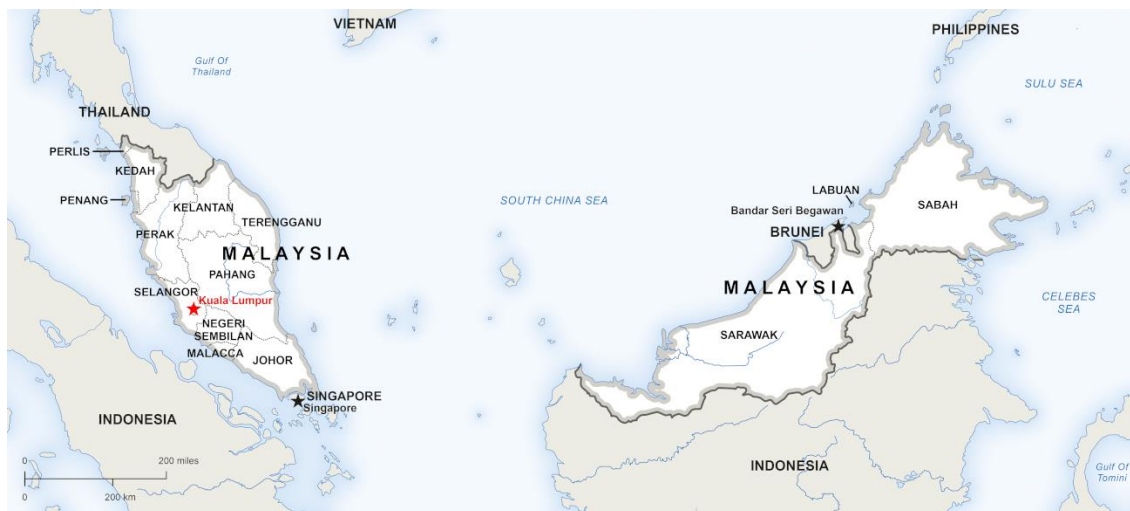 VIETNAM
PHILIPPINES
Gulf Of
Thailand
SULU SEA
THAILAND
PERLIS
KEDAH
PENANG
KELANTAN
TERENGGANU
PERAK
MALAYSIA
PAHANG
SELANGOR
Kuala Lumpur
NEGERI
SEMBILAN
MALACCA
JOHOR
SINGAPORE
Singapore
INDONESIA
0
200 miles
0
200 km
SOUTH CHINA SEA
LABUAN
Bandar Seri Begawan
BRUNEI
SABAH
MALAYSIA
SARAWAK
CELEBES
SEA
INDONESIA
Gulf Of
Tomini